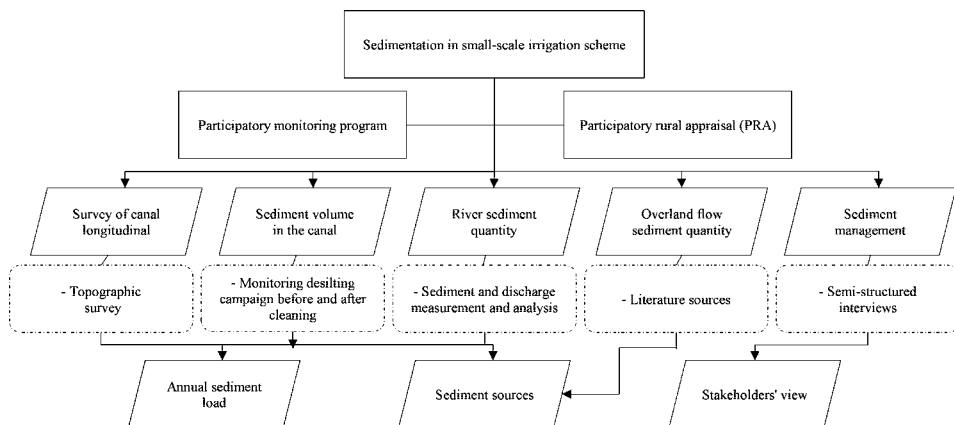 Sedimentation in small-scale irrigation scheme
Participatory monitoring program
Participatory rural appraisal (PRA)
Survey of canal
longitudinal
Sediment volume
in the canal
River sediment
quantity
Overland flow
sediment quantity
Sediment
management
- Topographic
survey
- Monitoring desilting
campaign before and after
cleaning
- Sediment and discharge
measurement and analysis
- Literature sources
- Semi-structured
interviews
Annual sediment
load
Sediment sources
Stakeholders' view